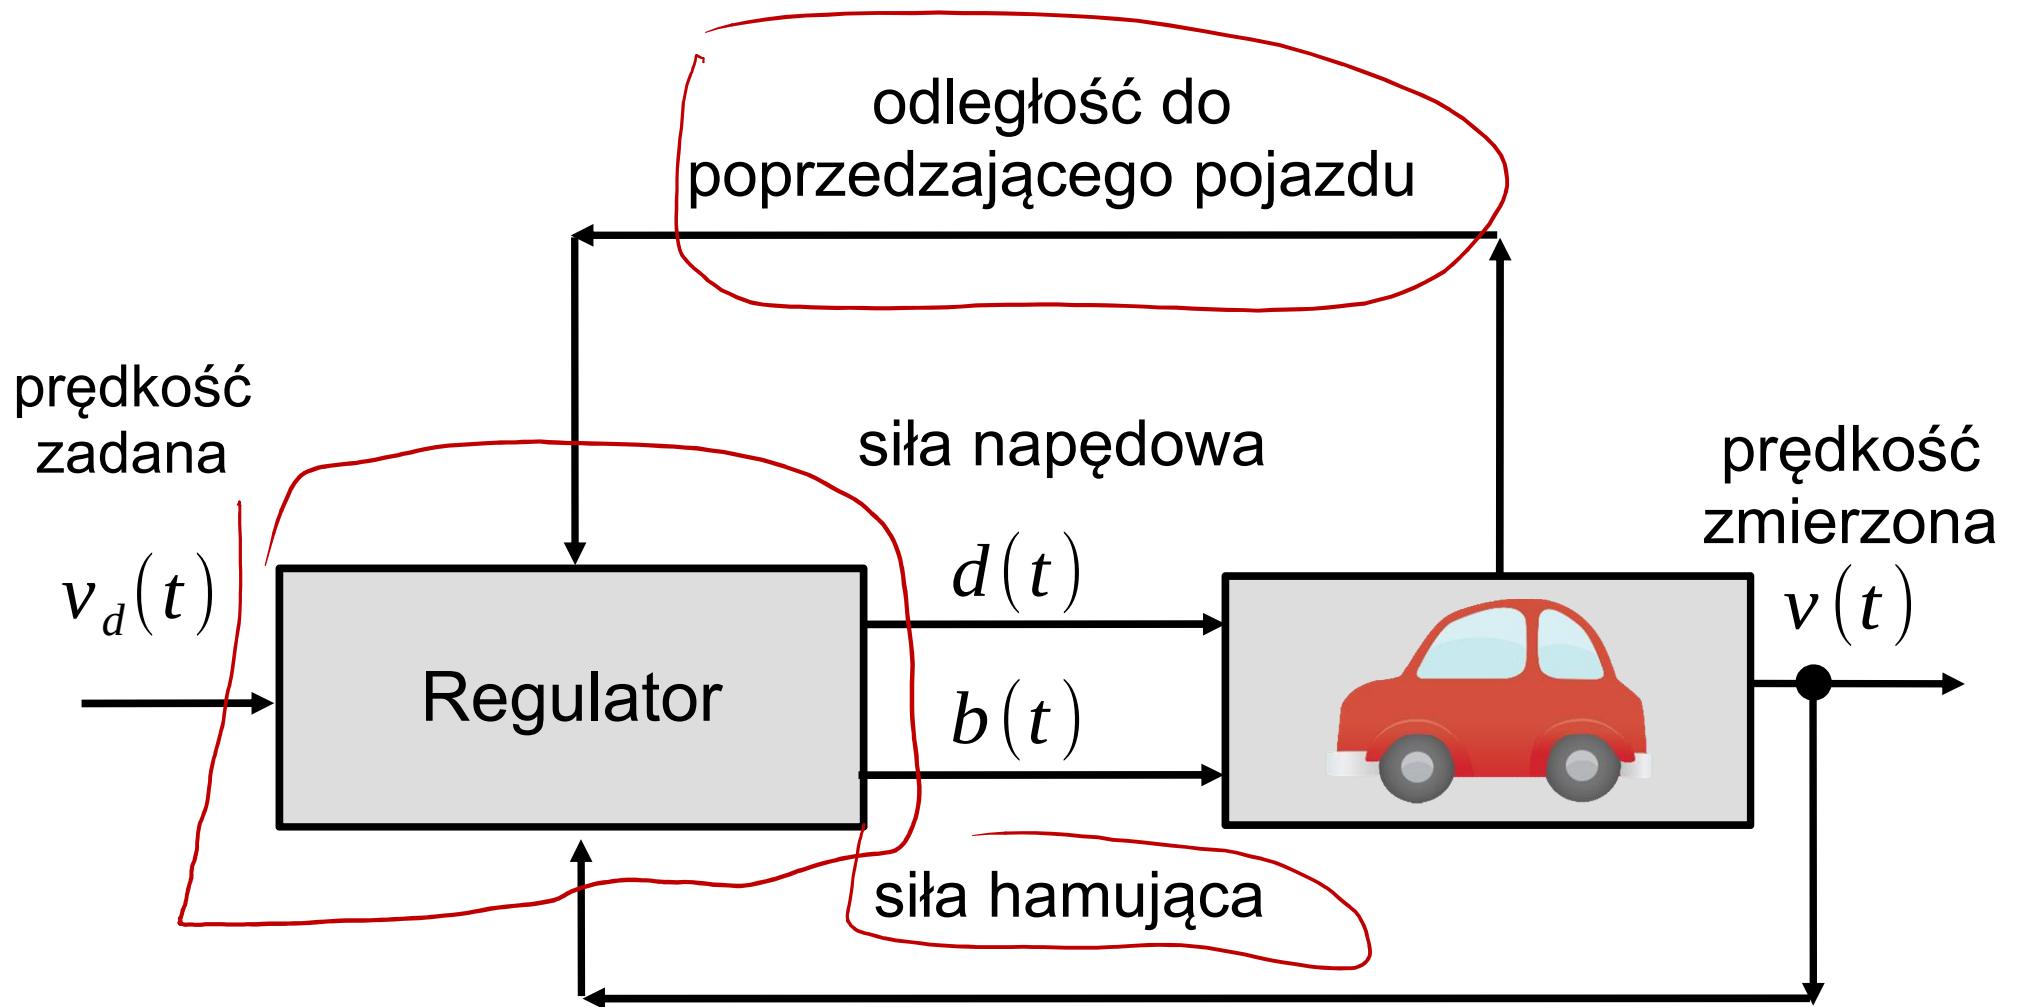 odległość do
poprzedzającego pojazdu
prędkość
zadana
v_d(t)
siła napędowa
d(t)
Regulator
b(t)
siła hamująca
prędkość
zmierzona
v(t)